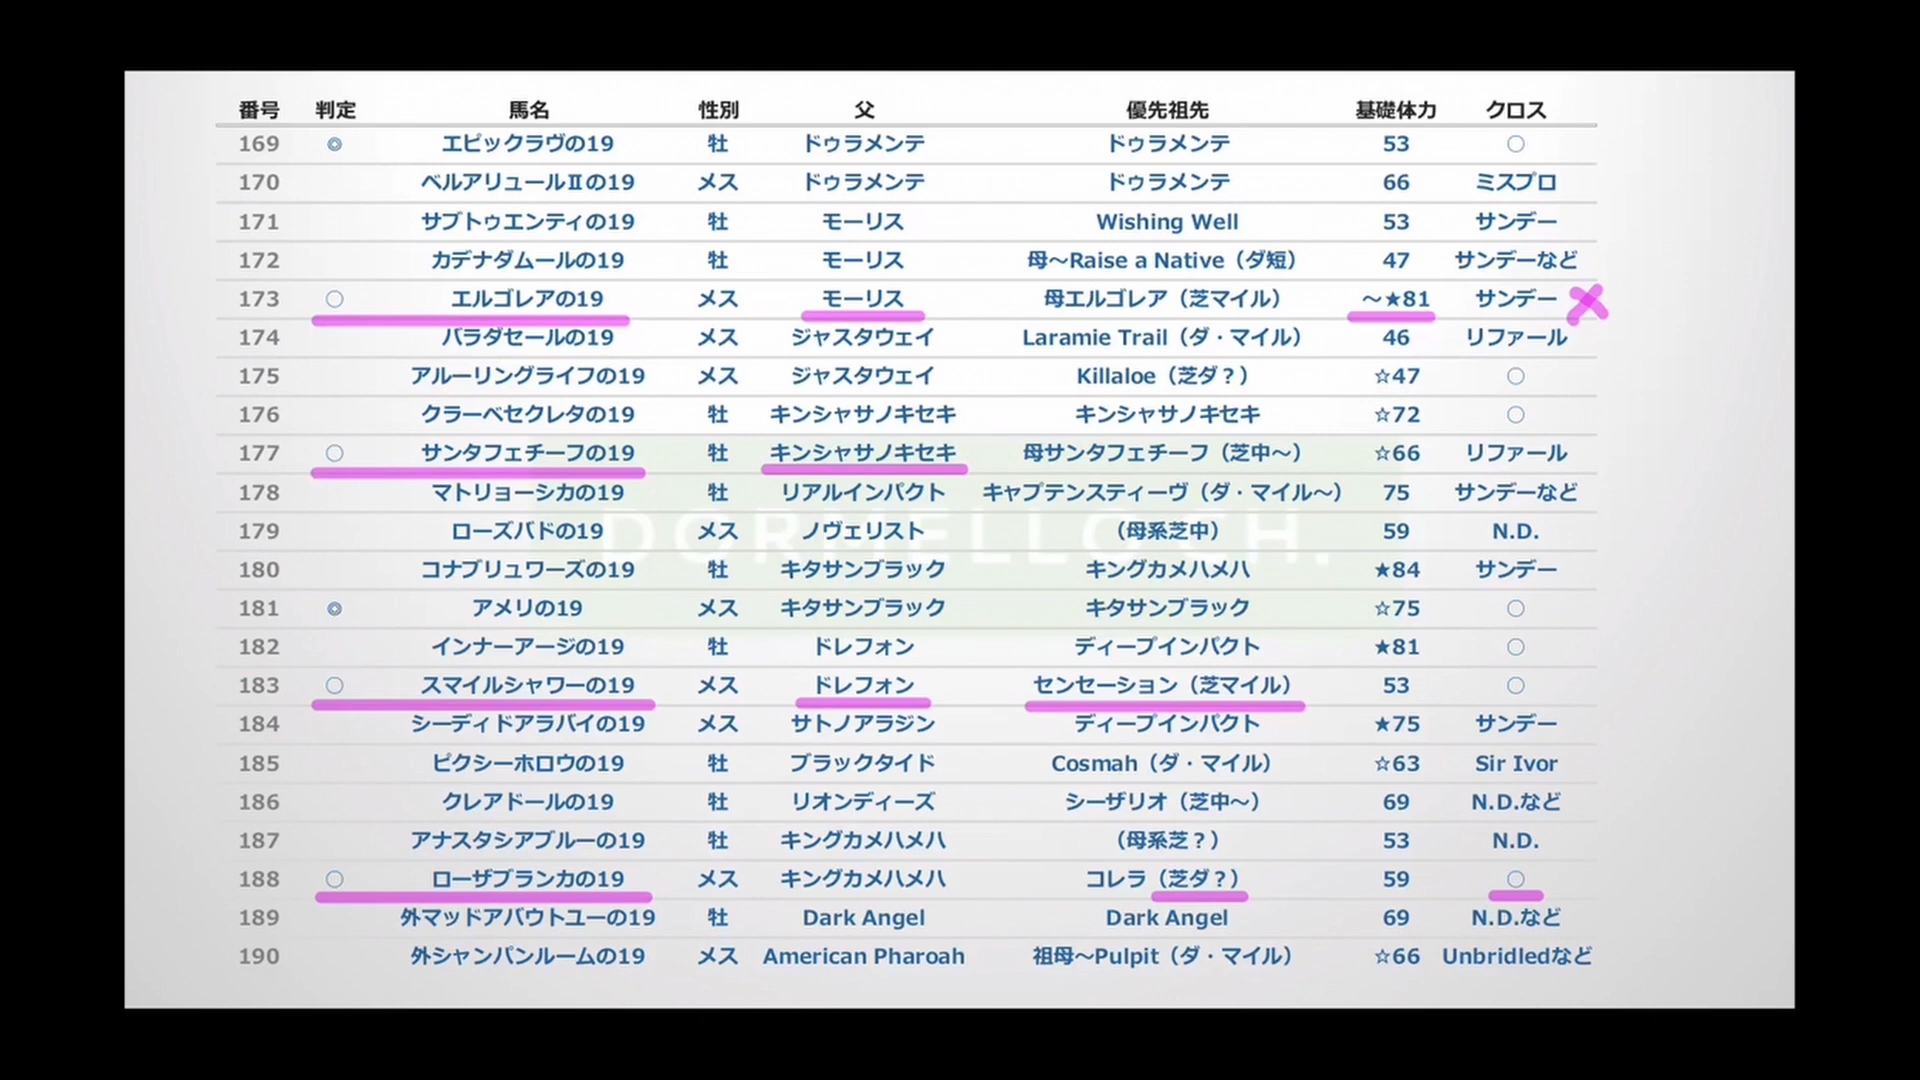 番号 判定 馬名 性別 父 優先祖先 基礎体力 クロス
169 ◎ エピックラヴの19 牡 ドゥラメンテ ドゥラメンテ 53 ○
170 ベルアリュールⅡの19 メス ドゥラメンテ ドゥラメンテ 66 ミスプロ
171 サブトゥエンティの19 牡 モーリス Wishing Well 53 サンデー
172 カデナダムールの19 牡 モーリス 母～Raise a Native（ダ短） 47 サンデーなど
173 ○ エルゴレアの19 メス モーリス 母エルゴレア（芝マイル） ～★81 サンデー
174 バラダセールの19 メス ジャスタウェイ Laramie Trail（ダ・マイル） 46 リファール
175 アルーリングライフの19 メス ジャスタウェイ Killaloe（芝ダ？） ☆47 ○
176 クラーベセクレタの19 牡 キンシャサノキセキ キンシャサノキセキ ☆72 ○
177 ○ サンタフェチーフの19 牡 キンシャサノキセキ 母サンタフェチーフ（芝中～） ☆66 リファール
178 マトリョーシカの19 牡 リアルインパクト キャプテンスティーヴ（ダ・マイル～） 75 サンデーなど
179 ローズバドの19 メス ノヴェリスト （母系芝中） 59 N.D.
DORMELLO CH.
180 コナブリュワーズの19 牡 キタサンブラック キングカメハメハ ★84 サンデー
181 ◎ アメリの19 メス キタサンブラック キタサンブラック ☆75 ○
182 インナーアージの19 牡 ドレフォン ディープインパクト ★81 ○
183 ○ スマイルシャワーの19 メス ドレフォン センセーション（芝マイル） 53 ○
184 シーディドアラバイの19 メス サトノアラジン ディープインパクト ★75 サンデー
185 ピクシーホロウの19 牡 ブラックタイド Cosmah（ダ・マイル） ☆63 Sir Ivor
186 クレアドールの19 牡 リオンディーズ シーザリオ（芝中～） 69 N.D.など
187 アナスタシアブルーの19 牡 キングカメハメハ （母系芝？） 53 N.D.
188 ○ ローザブランカの19 メス キングカメハメハ コレラ（芝ダ？） 59 ○
189 外マッドアバウトユーの19 牡 Dark Angel Dark Angel 69 N.D.など
190 外シャンパンルームの19 メス American Pharoah 祖母～Pulpit（ダ・マイル） ☆66 Unbridledなど